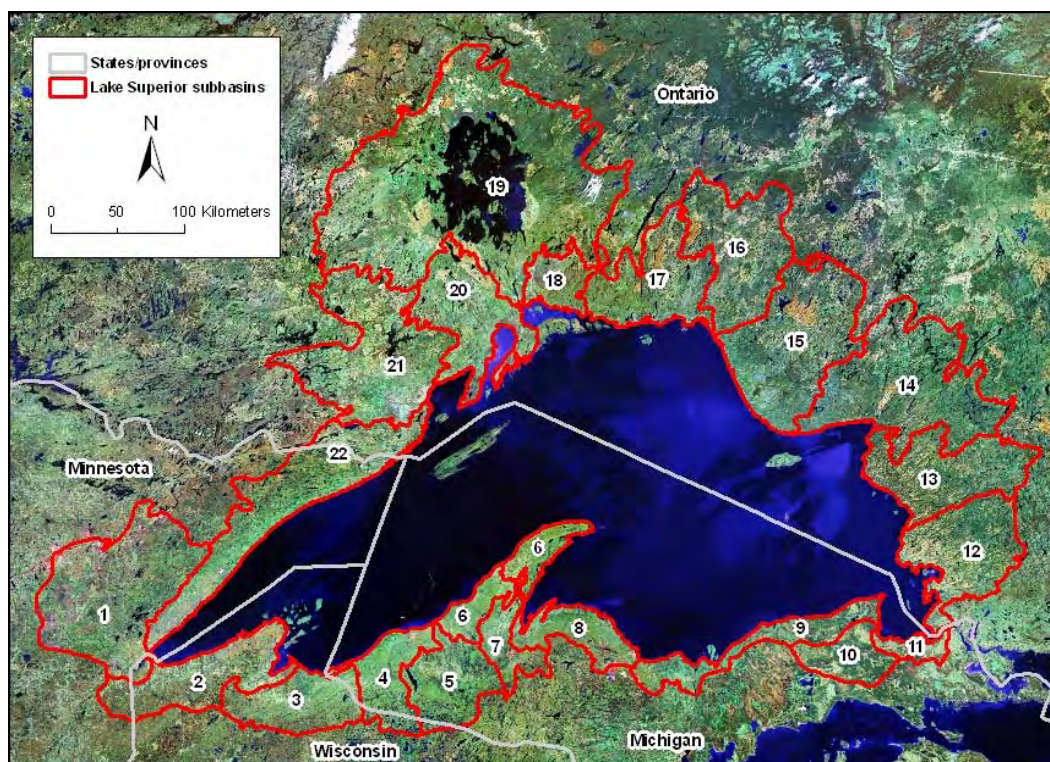 States/provinces
Lake Superior subbasins
N
0 50 100 Kilometers
Ontario
19
16
18
17
20
15
21
14
22
Minnesota
13
6
12
1
6
9
8
7
11
10
4
5
2
3
Michigan
Wisconsin